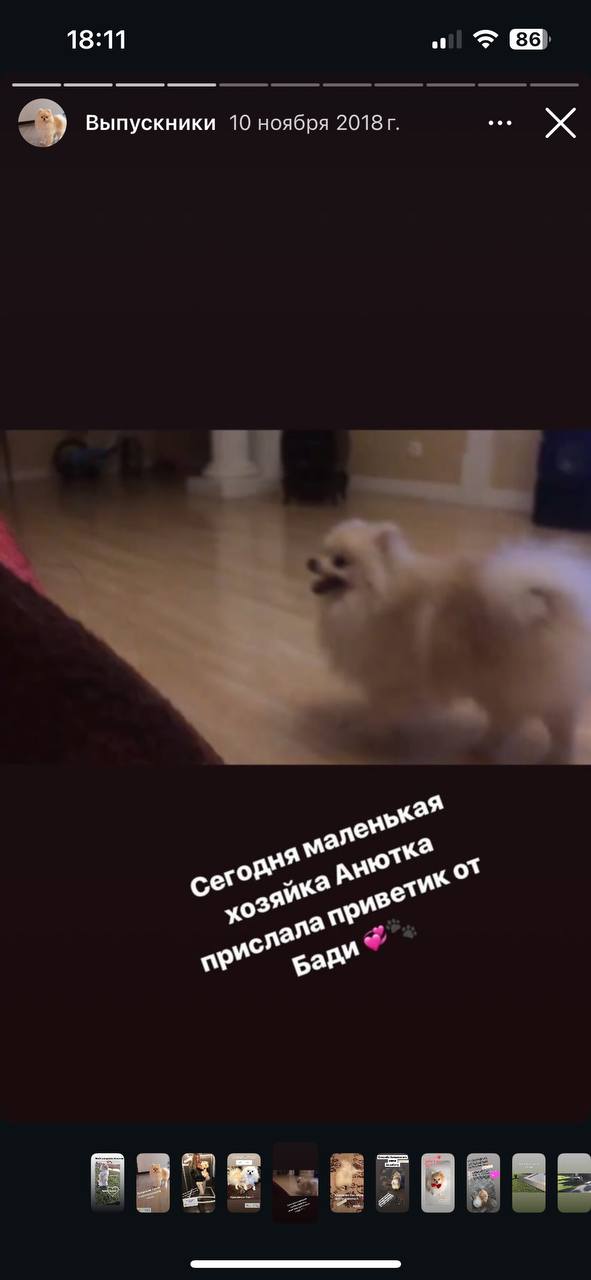 18:11
86
Выпускники 10 ноября 2018 г.
Сегодня маленькая
хозяйка Анютка
прислала приветик от
Бади 💞🐾